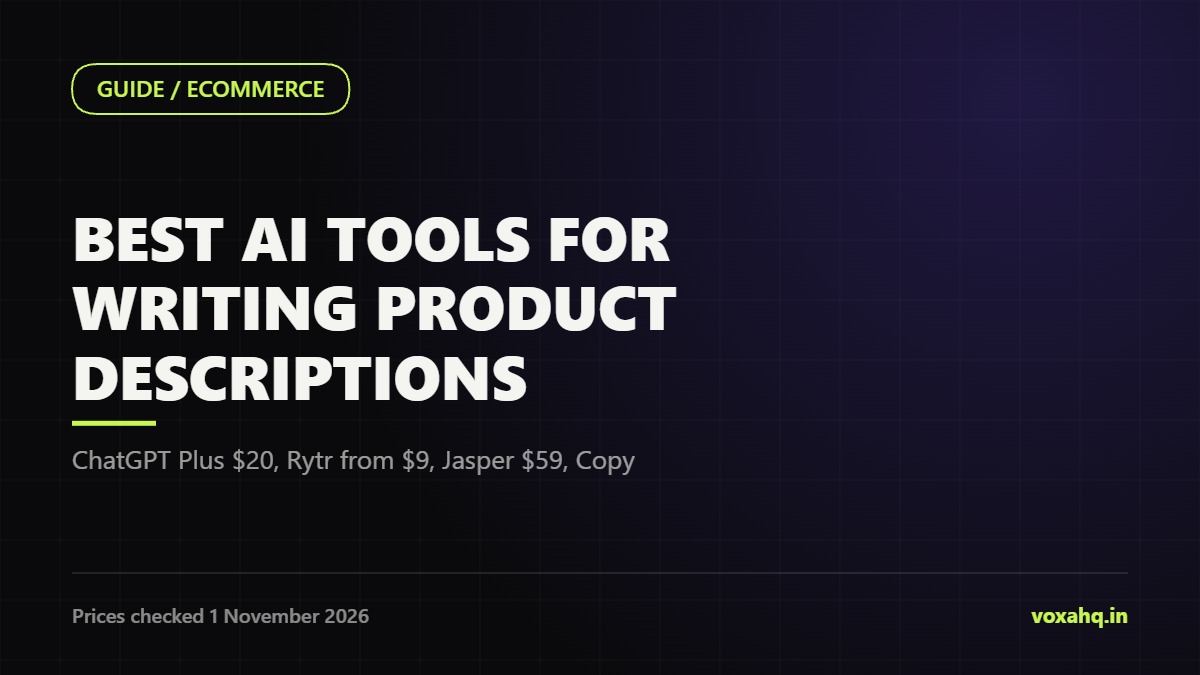 GUIDE / ECOMMERCE
BEST AI TOOLS FOR
WRITING PRODUCT
DESCRIPTIONS
ChatGPT Plus $20, Rytr from $9, Jasper $59, Copy
Prices checked 1 November 2026
voxahq.in